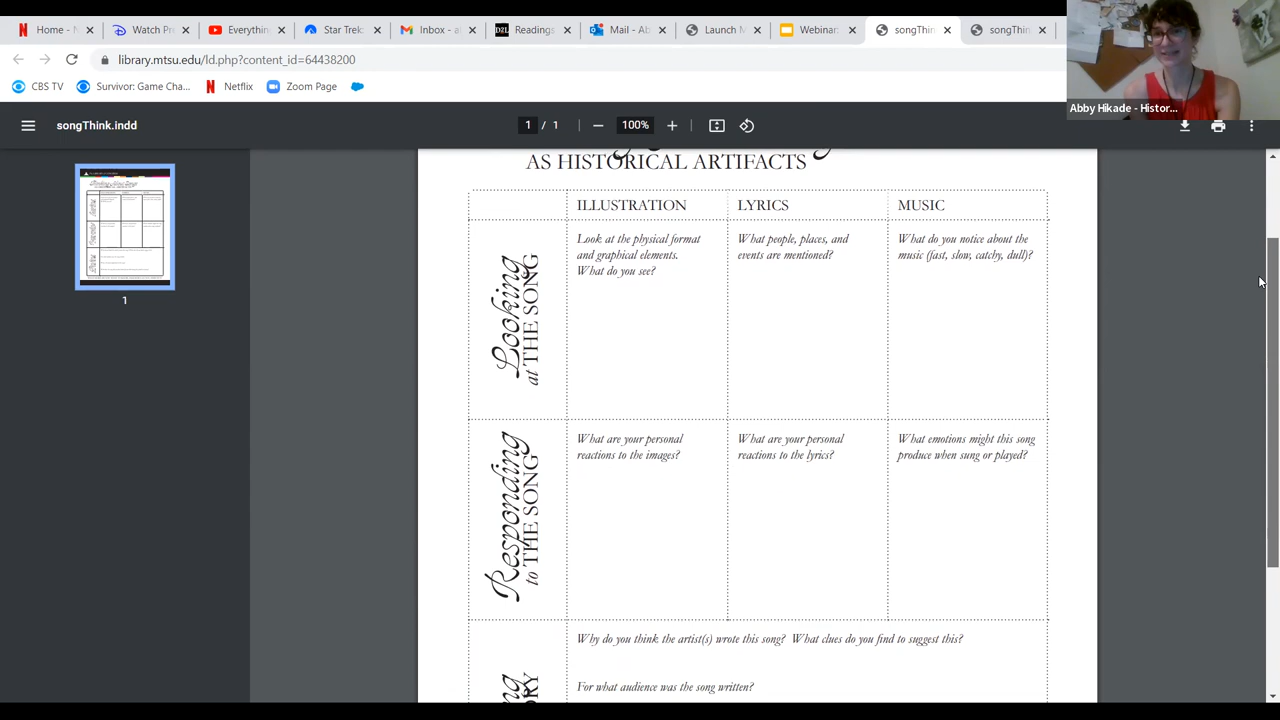 Home -
Watch Pr
Everythin
Star Trek:
Inbox - a
DZL Readings
Mail - Ab
Launch M
Webinar
songThin
songThin
library.mtsu.edu/ld.php?content_id=64438200
CBS TV
Survivor: Game Cha...
Netflix
Zoom Page
Abby Hikade - Histor...
songThink.indd
1 / 1
100%
1
AS HISTORICAL ARTIFACTS
ILLUSTRATION
LYRICS
MUSIC
Looking
at THE SONG
Look at the physical format
and graphical elements.
What do you see?
What people, places, and
events are mentioned?
What do you notice about the
music (fast, slow, catchy, dull)?
Responding
to THE SONG
What are your personal
reactions to the images?
What are your personal
reactions to the lyrics?
What emotions might this song
produce when sung or played?
Why do you think the artist(s) wrote this song? What clues do you find to suggest this?
For what audience was the song written?